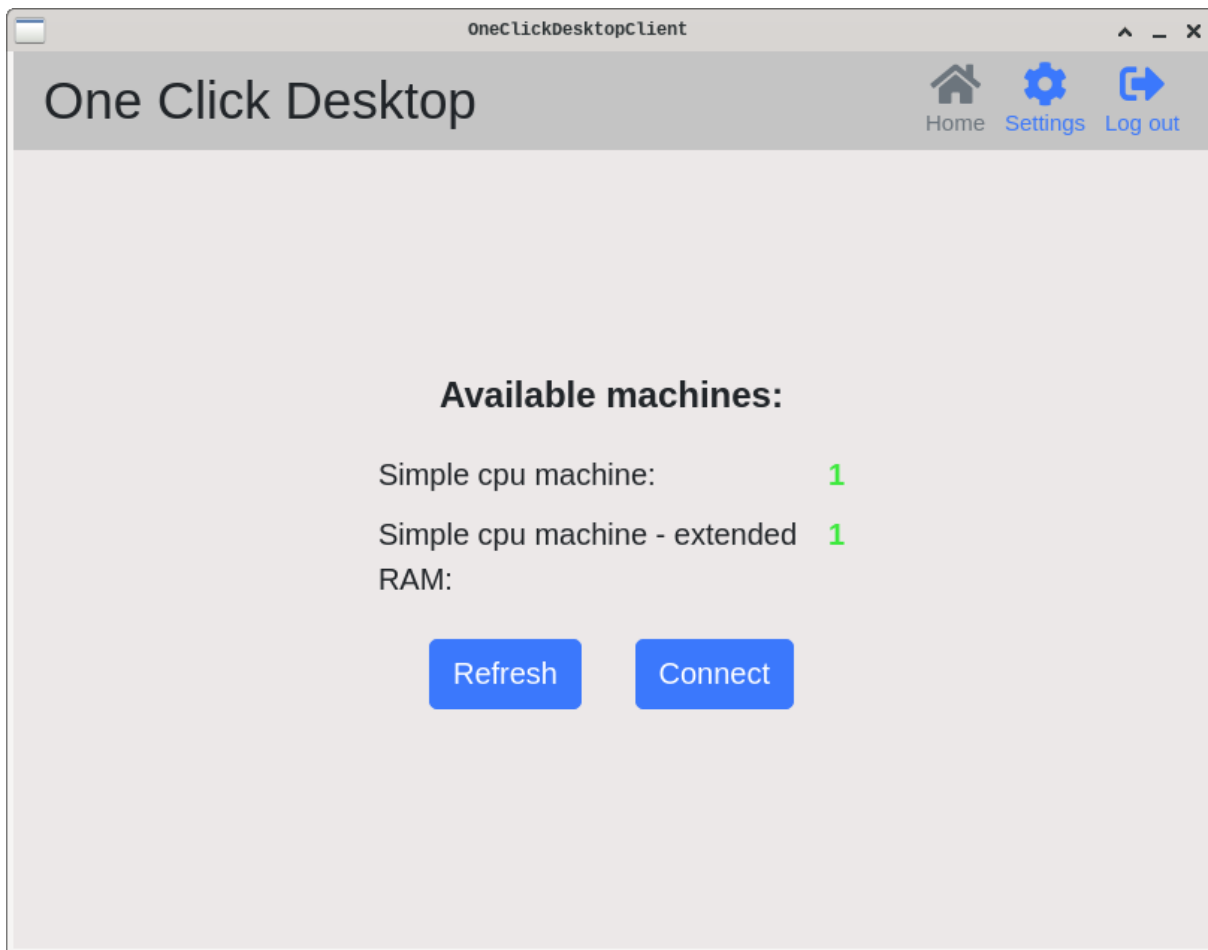 OneClickDesktopClient
One Click Desktop
Home Settings Log out
Available machines:
Simple cpu machine: 1
Simple cpu machine - extended 1
RAM:
Refresh Connect